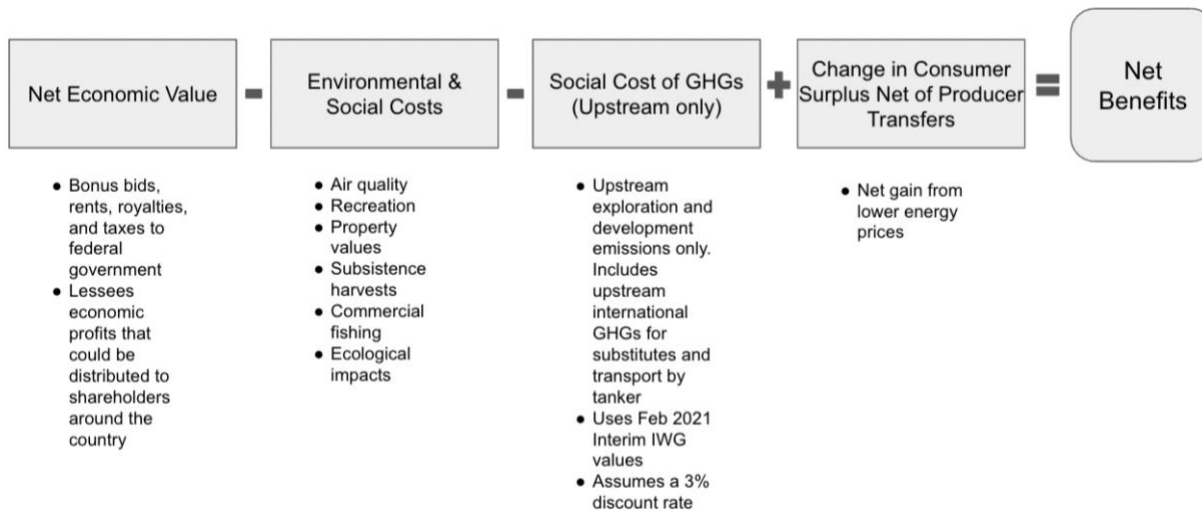 Net Economic Value
-
Environmental &
Social Costs
-
Social Cost of GHGs
(Upstream only)
+
Change in Consumer
Surplus Net of Producer
Transfers
=
Net
Benefits
● Bonus bids,
rents, royalties,
and taxes to
federal
government
● Lessees
economic
profits that
could be
distributed to
shareholders
around the
country
● Air quality
● Recreation
● Property
values
● Subsistence
harvests
● Commercial
fishing
● Ecological
impacts
● Upstream
exploration and
development
emissions only.
Includes
upstream
international
GHGs for
substitutes and
transport by
tanker
● Uses Feb 2021
Interim IWG
values
● Assumes a 3%
discount rate
● Net gain from
lower energy
prices